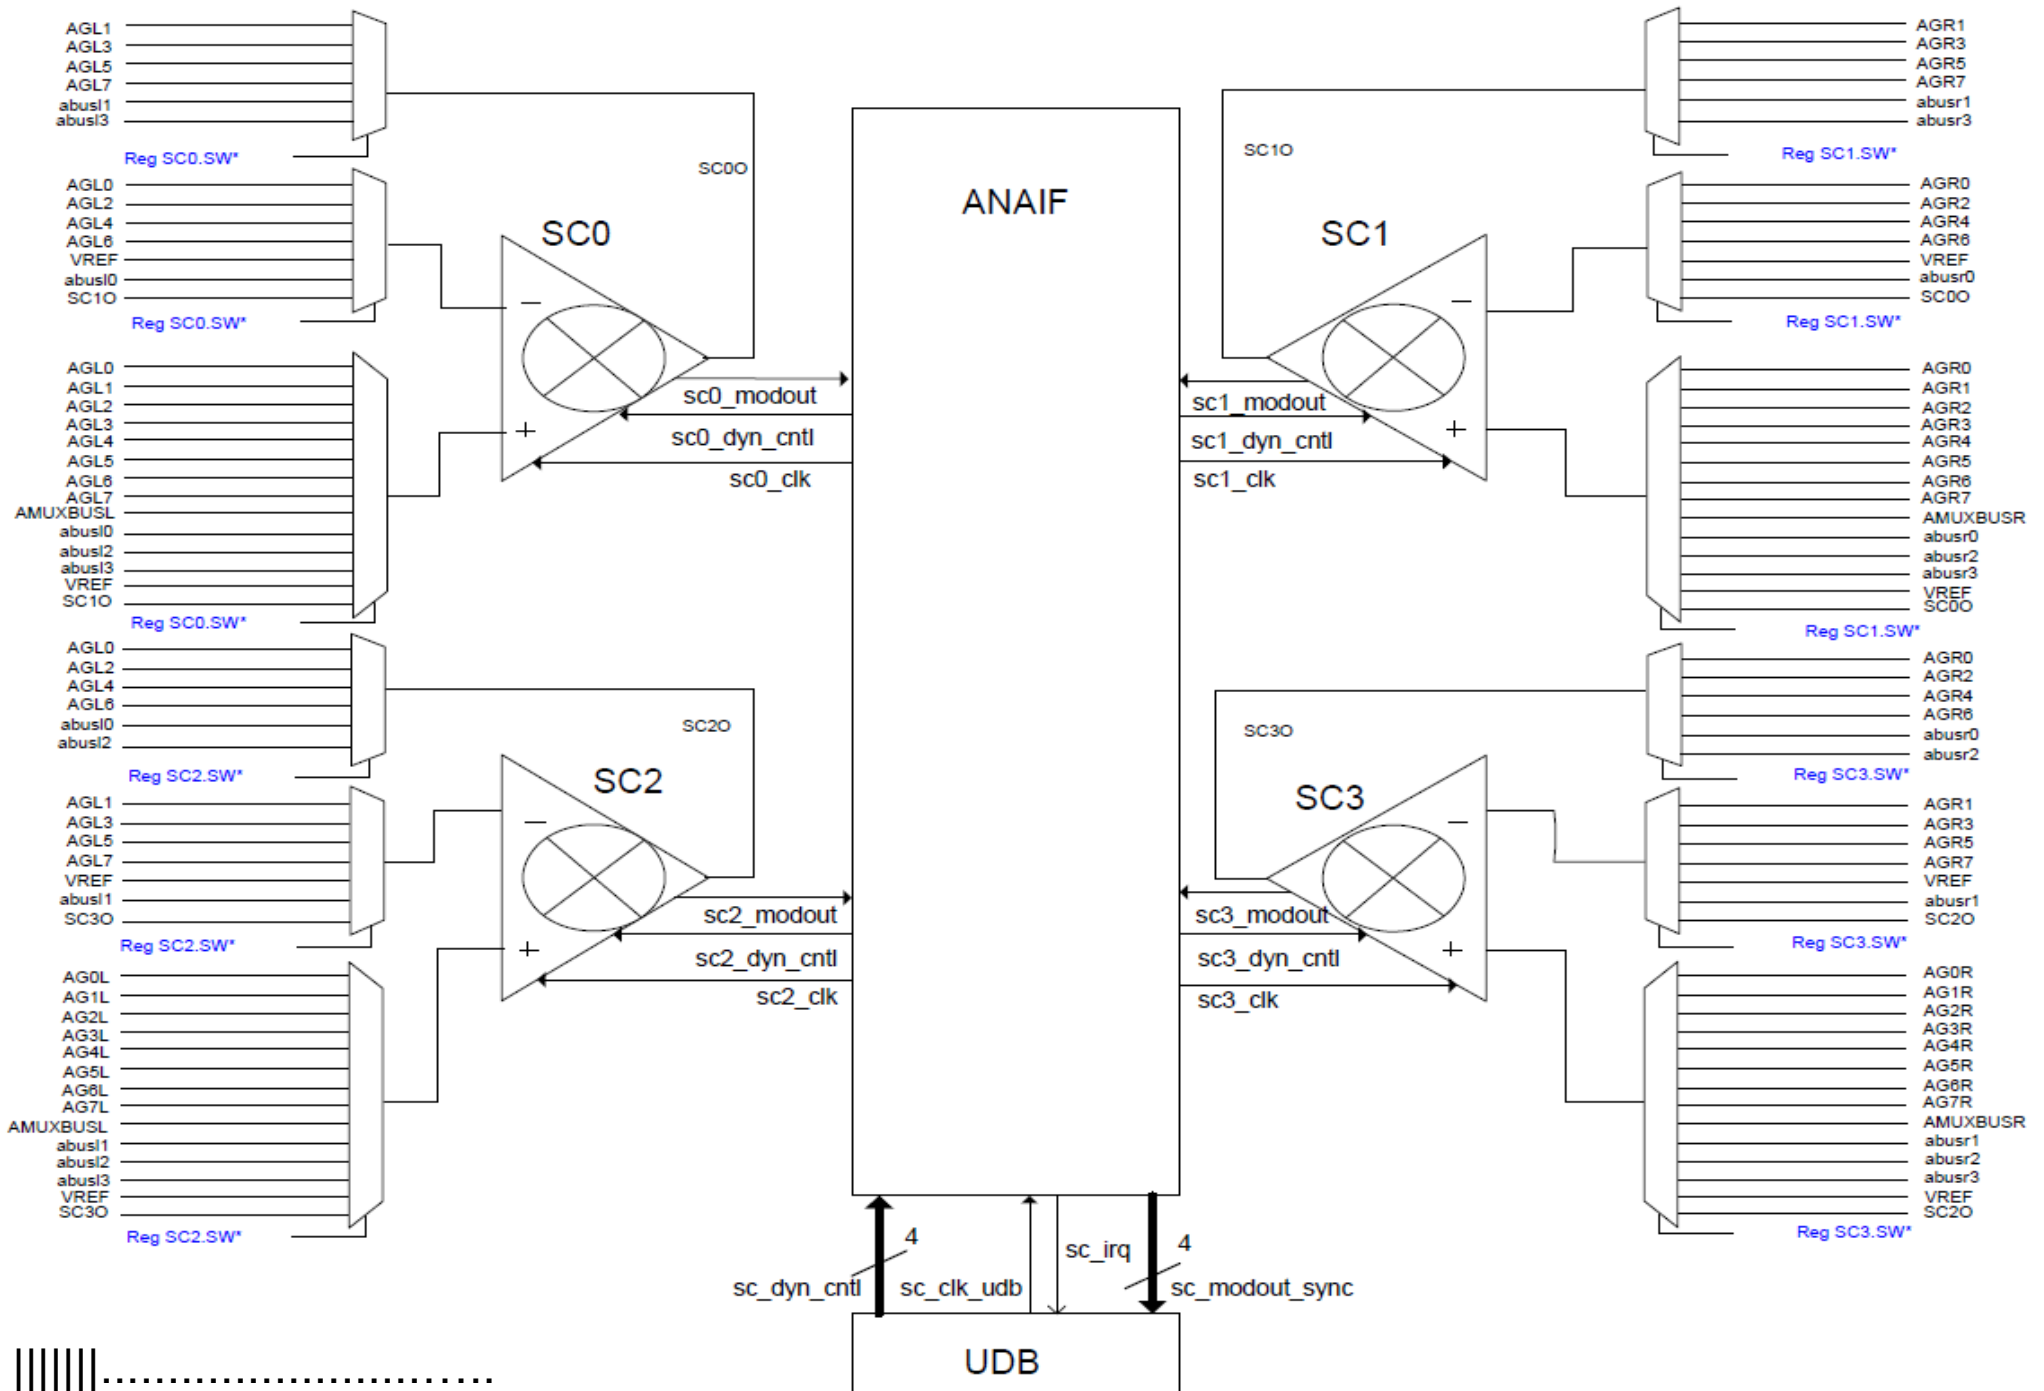 AGL1
AGL3
AGL5
AGL7
abusl1
abusl3
Reg SC0.SW*
AGL0
AGL2
AGL4
AGL6
VREF
abusl0
SC1O
Reg SC0.SW*
AGL0
AGL1
AGL2
AGL3
AGL4
AGL5
AGL6
AGL7
AMUXBUSL
abusl0
abusl2
abusl3
VREF
SC1O
Reg SC0.SW*
AGL0
AGL2
AGL4
AGL6
abusl0
abusl2
Reg SC2.SW*
AGL1
AGL3
AGL5
AGL7
VREF
abusl1
SC3O
Reg SC2.SW*
AG0L
AG1L
AG2L
AG3L
AG4L
AG5L
AG6L
AG7L
AMUXBUSL
abusl1
abusl2
abusl3
VREF
SC3O
Reg SC2.SW*
SC0O
SC0
−
+
sc0_modout
sc0_dyn_cntl
sc0_clk
SC2O
SC2
−
+
sc2_modout
sc2_dyn_cntl
sc2_clk
ANAIF
4
sc_dyn_cntl
sc_clk_udb
sc_irq
4
sc_modout_sync
UDB
SC1O
SC1
−
+
sc1_modout
sc1_dyn_cntl
sc1_clk
SC3O
SC3
−
+
sc3_modout
sc3_dyn_cntl
sc3_clk
AGR1
AGR3
AGR5
AGR7
abusr1
abusr3
Reg SC1.SW*
AGR0
AGR2
AGR4
AGR6
VREF
abusr0
SC0O
Reg SC1.SW*
AGR0
AGR1
AGR2
AGR3
AGR4
AGR5
AGR6
AGR7
AMUXBUSR
abusr0
abusr2
abusr3
VREF
SC0O
Reg SC1.SW*
AGR0
AGR2
AGR4
AGR6
abusr0
abusr2
Reg SC3.SW*
AGR1
AGR3
AGR5
AGR7
VREF
abusr1
SC2O
Reg SC3.SW*
AG0R
AG1R
AG2R
AG3R
AG4R
AG5R
AG6R
AG7R
AMUXBUSR
abusr1
abusr2
abusr3
VREF
SC2O
Reg SC3.SW*